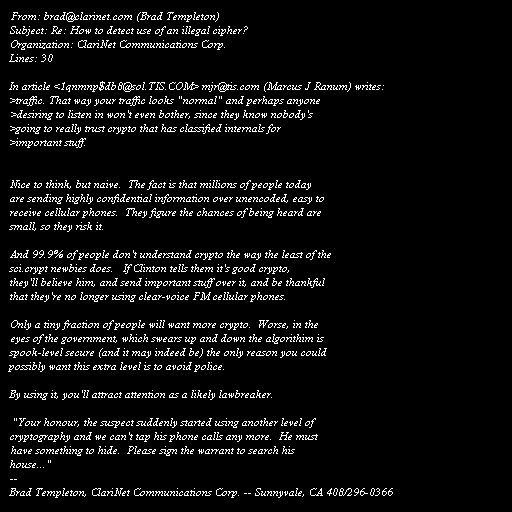 From: brad@clarinet.com (Brad Templeton)
Subject: Re: How to detect use of an illegal cipher?
Organization: ClariNet Communications Corp.
Lines: 30
In article <1qnmnp$db8@sol.TIS.COM> mjr@tis.com (Marcus J Ranum) writes:
>traffic. That way your traffic looks "normal" and perhaps anyone
>desiring to listen in won't even bother, since they know nobody's
>going to really trust crypto that has classified internals for
>important stuff.
Nice to think, but naive.  The fact is that millions of people today
are sending highly confidential information over unencoded, easy to
receive cellular phones.  They figure the chances of being heard are
small, so they risk it.
And 99.9% of people don't understand crypto the way the least of the
sci.crypt newbies does.   If Clinton tells them it's good crypto,
they'll believe him, and send important stuff over it, and be thankful
that they're no longer using clear-voice FM cellular phones.
Only a tiny fraction of people will want more crypto.  Worse, in the
eyes of the government, which swears up and down the algorithim is
spook-level secure (and it may indeed be) the only reason you could
possibly want this extra level is to avoid police.
By using it, you'll attract attention as a likely lawbreaker.
"Your honour, the suspect suddenly started using another level of
cryptography and we can't tap his phone calls any more.  He must
have something to hide.  Please sign the warrant to search his
house..."
--
Brad Templeton, ClariNet Communications Corp. -- Sunnyvale, CA 408/296-0366